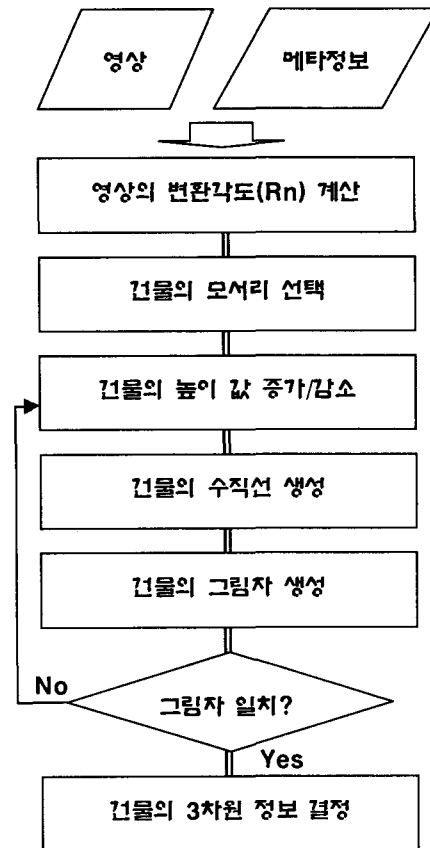 영상
메타정보
영상의 변환각도(Rn) 계산
건물의 모서리 선택
건물의 높이 값 증가/감소
건물의 수직선 생성
건물의 그림자 생성
그림자 일치?
No
Yes
건물의 3차원 정보 결정